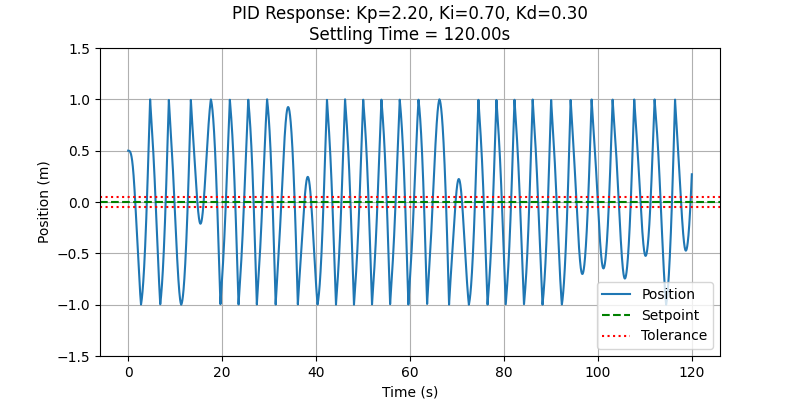 PID Response: Kp=2.20, Ki=0.70, Kd=0.30
Settling Time = 120.00s
1.5
1.0
0.5
0.0
−0.5
−1.0
−1.5
Position (m)
Position
Setpoint
Tolerance
0
20
40
60
80
100
120
Time (s)